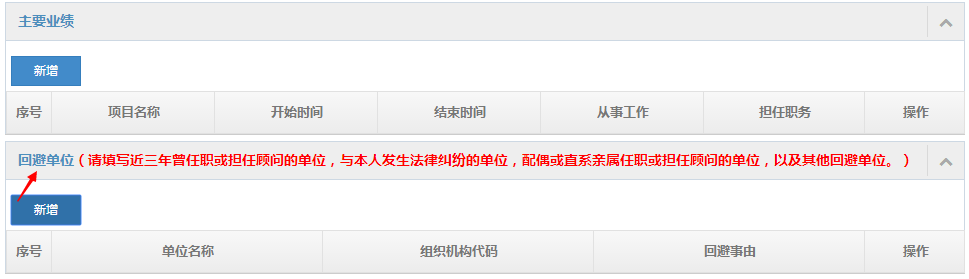 主要业绩
新增
序号 项目名称 开始时间 结束时间 从事工作 担任职务 操作
回避单位（请填写近三年曾任职或担任顾问的单位，与本人发生法律纠纷的单位，配偶或直系亲属任职或担任顾问的单位，以及其他回避单位。）
新增
序号 单位名称 组织机构代码 回避事由 操作